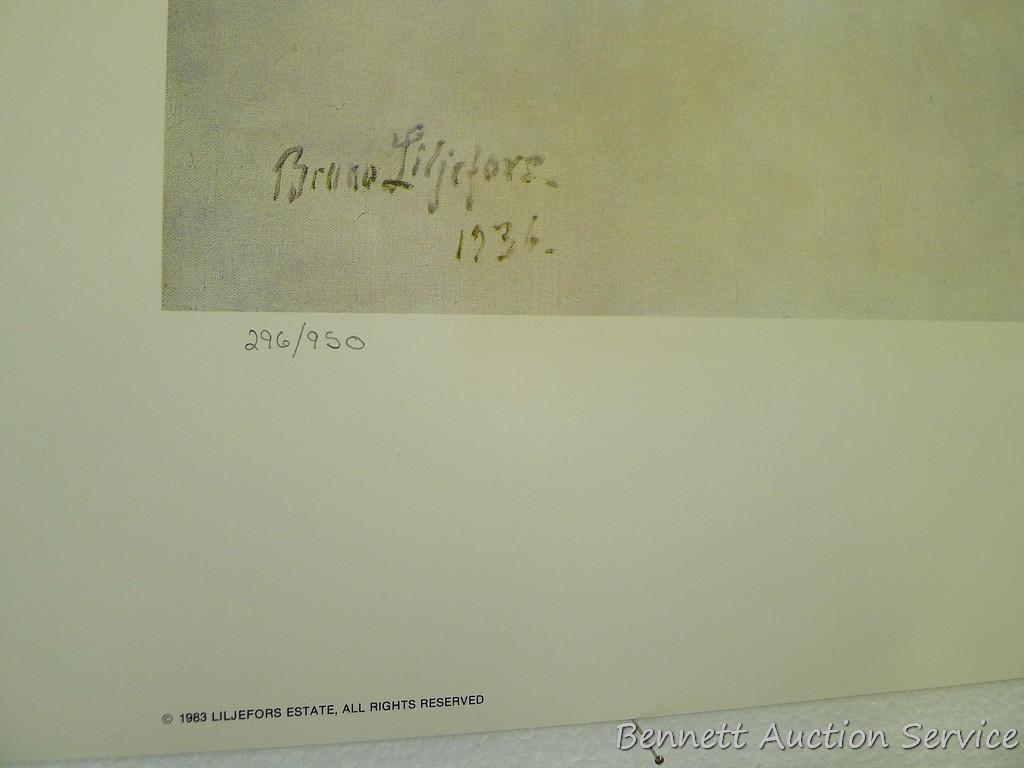 Bruno Liljefors.
1936.
296/950
© 1983 LILJEFORS ESTATE, ALL RIGHTS RESERVED
Bennett Auction Service